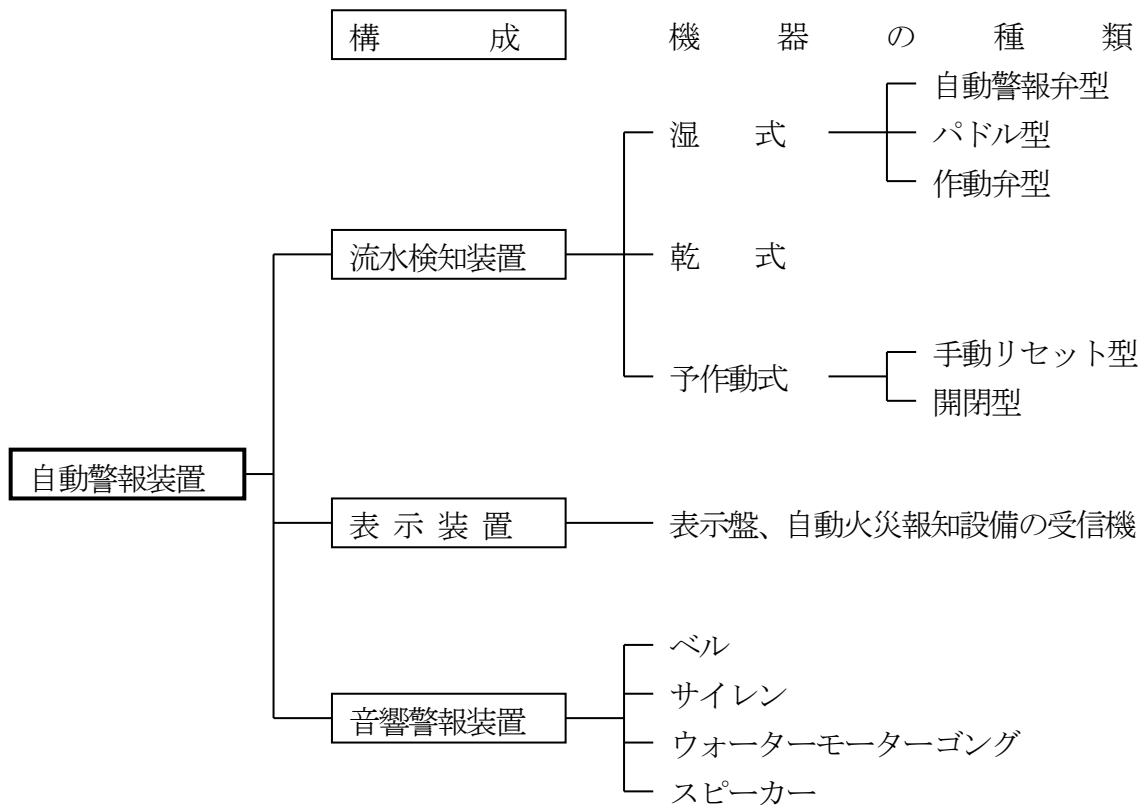 構成 機器の種類
自動警報弁型
湿式
パドル型
作動弁型
流水検知装置
乾式
手動リセット型
予作動式
開閉型
自動警報装置
表示装置
表示盤、自動火災報知設備の受信機
ベル
サイレン
音響警報装置
ウォーターモーターゴング
スピーカー